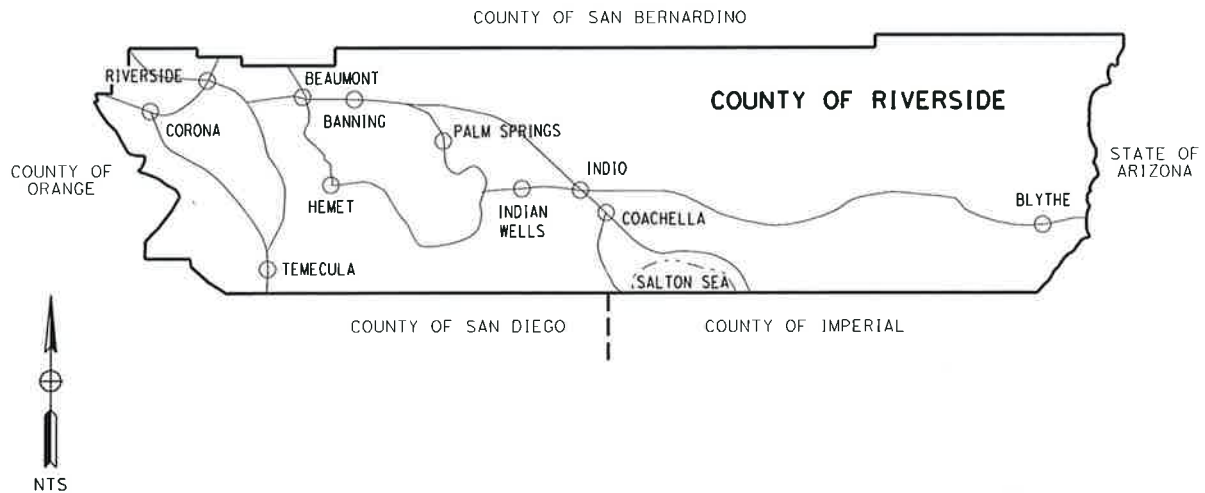 COUNTY OF SAN BERNARDINO
RIVERSIDE
BEAUMONT
COUNTY OF RIVERSIDE
CORONA
BANNING
PALM SPRINGS
COUNTY OF
ORANGE
STATE OF
ARIZONA
INDIO
HEMET
INDIAN
WELLS
COACHELLA
BLYTHE
TEMECULA
SALTON SEA
COUNTY OF SAN DIEGO
COUNTY OF IMPERIAL
NTS